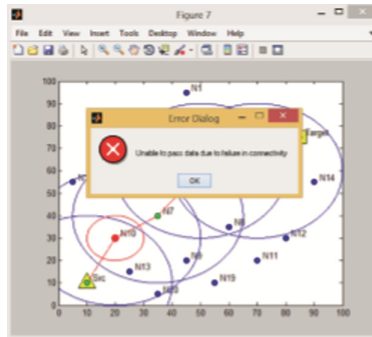 Figure 7
File Edit View Insert Tools Desktop Window Help
100
90
80
70
60
50
40
30
20
10
0
N1
Target
Error Dialog
Unable to pass data due to failure in connectivity
OK
N14
N7
N8
N10
N12
N13
N9
N11
N19
Src
0 10 20 30 40 50 60 70 80 90 100